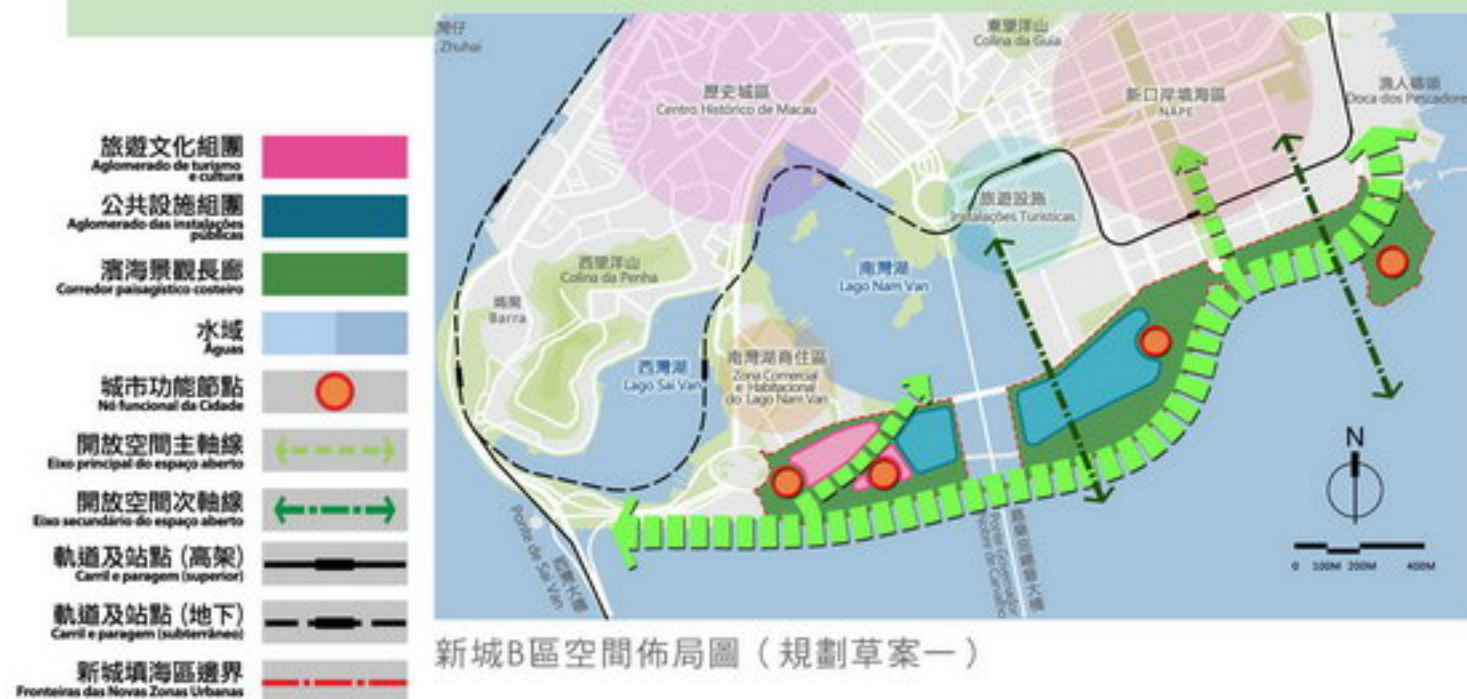 旅遊文化組團
Aglomerado de turismo
e cultura
公共設施組團
Aglomerado das instalações
públicas
濱海景觀長廊
Corredor paisagístico costeiro
水域
Águas
城市功能節點
Nó funcional da Cidade
開放空間主軸線
Eixo principal do espaço aberto
開放空間次軸線
Eixo secundário do espaço aberto
軌道及站點 (高架)
Carril e paragem (superior)
軌道及站點 (地下)
Carril e paragem (subterrâneo)
新城填海區邊界
Fronteiras das Novas Zonas Urbanas
灣仔
Zhuhai
東望洋山
Colina da Guia
歷史城區
Centro Histórico de Macau
新口岸填海區
NAPE
漁人碼頭
Doca dos Pescadores
旅遊設施
Instalações Turísticas
西望洋山
Colina da Penha
媽閣
Barra
南灣湖
Lago Nam Van
西灣湖
Lago Sai Van
南灣湖商住區
Zona Comercial
e Habitacional
do Lago Nam Van
Ponte de Sai Van
西灣大橋
Ponte Governador
Nobre de Carvalho
N
0 100M 200M 400M
新城B區空間佈局圖（規劃草案一）